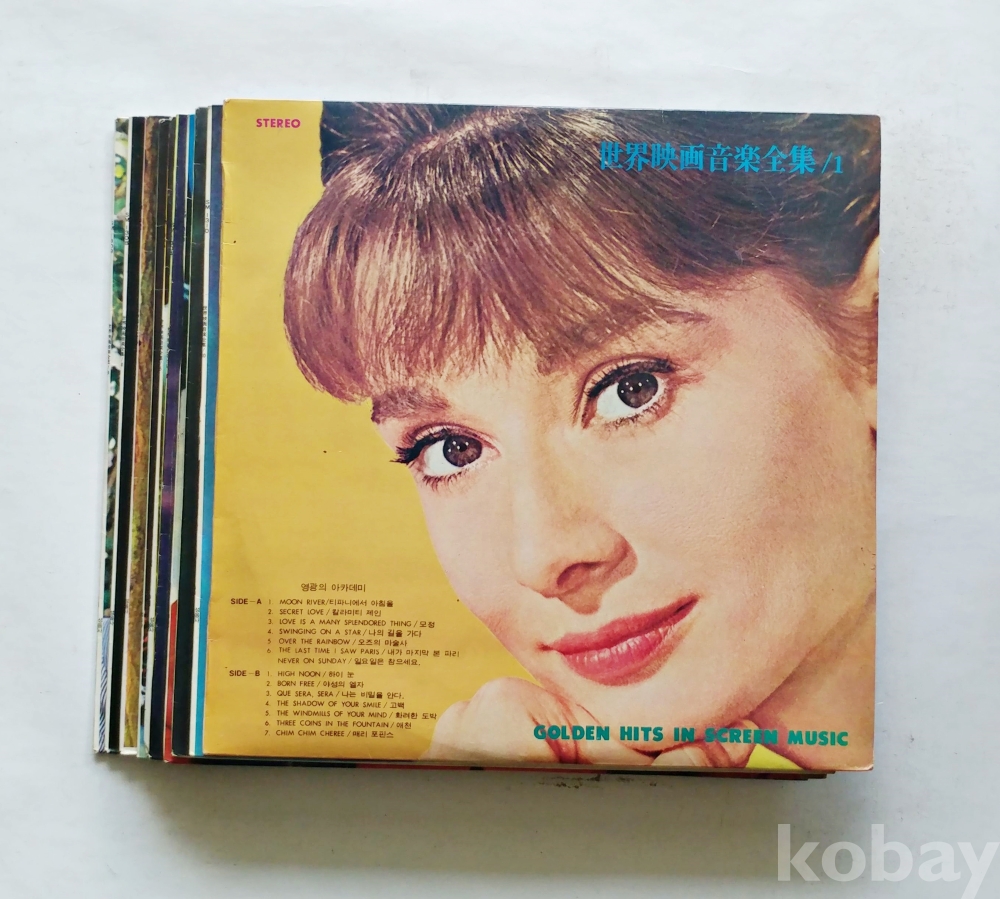 STEREO
世界映画音楽全集/1
영광의 아카데미
SIDE-A 1. MOON RIVER/티파니에서 아침을
2. SECRET LOVE/칼라미티 제인
3. LOVE IS A MANY SPLENDORED THING/모정
4. SWINGING ON A STAR/나의 길을 가다
5. OVER THE RAINBOW/오즈의 마술사
6. THE LAST TIME I SAW PARIS/내가 마지막 본 파리
NEVER ON SUNDAY/일요일은 참으세요.
SIDE-B 1. HIGH NOON/하이 눈
2. BORN FREE/야성의 엘자
3. QUE SERA, SERA/나는 비밀을 안다.
4. THE SHADOW OF YOUR SMILE/고백
5. THE WINDMILLS OF YOUR MIND/화려한 도박
6. THREE COINS IN THE FOUNTAIN/애천
7. CHIM CHIM CHEREE/매리 포핀스
GOLDEN HITS IN SCREEN MUSIC
kobay